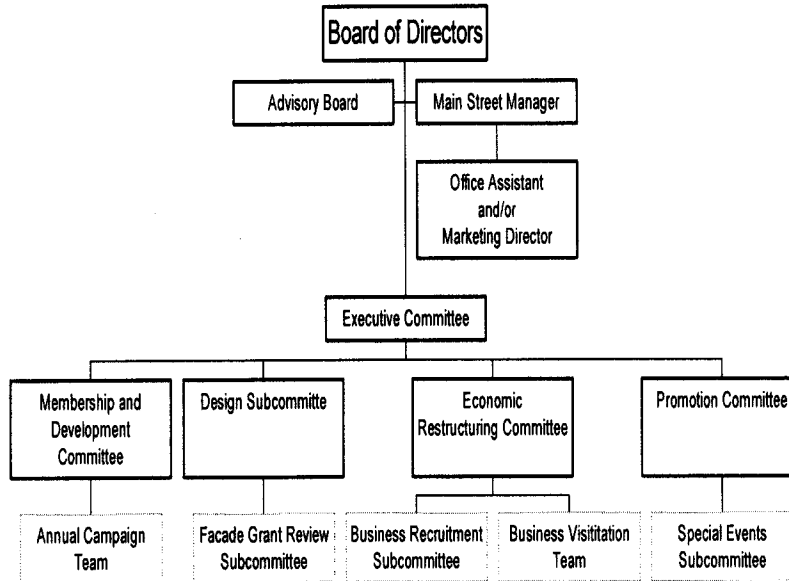 Board of Directors
Advisory Board
Main Street Manager
Office Assistant
and/or
Marketing Director
Executive Committee
Membership and
Development
Committee
Design Subcommitte
Economic
Restructuring Committee
Promotion Committee
Annual Campaign
Team
Facade Grant Review
Subcommittee
Business Recruitment
Subcommittee
Business Visititation
Team
Special Events
Subcommittee